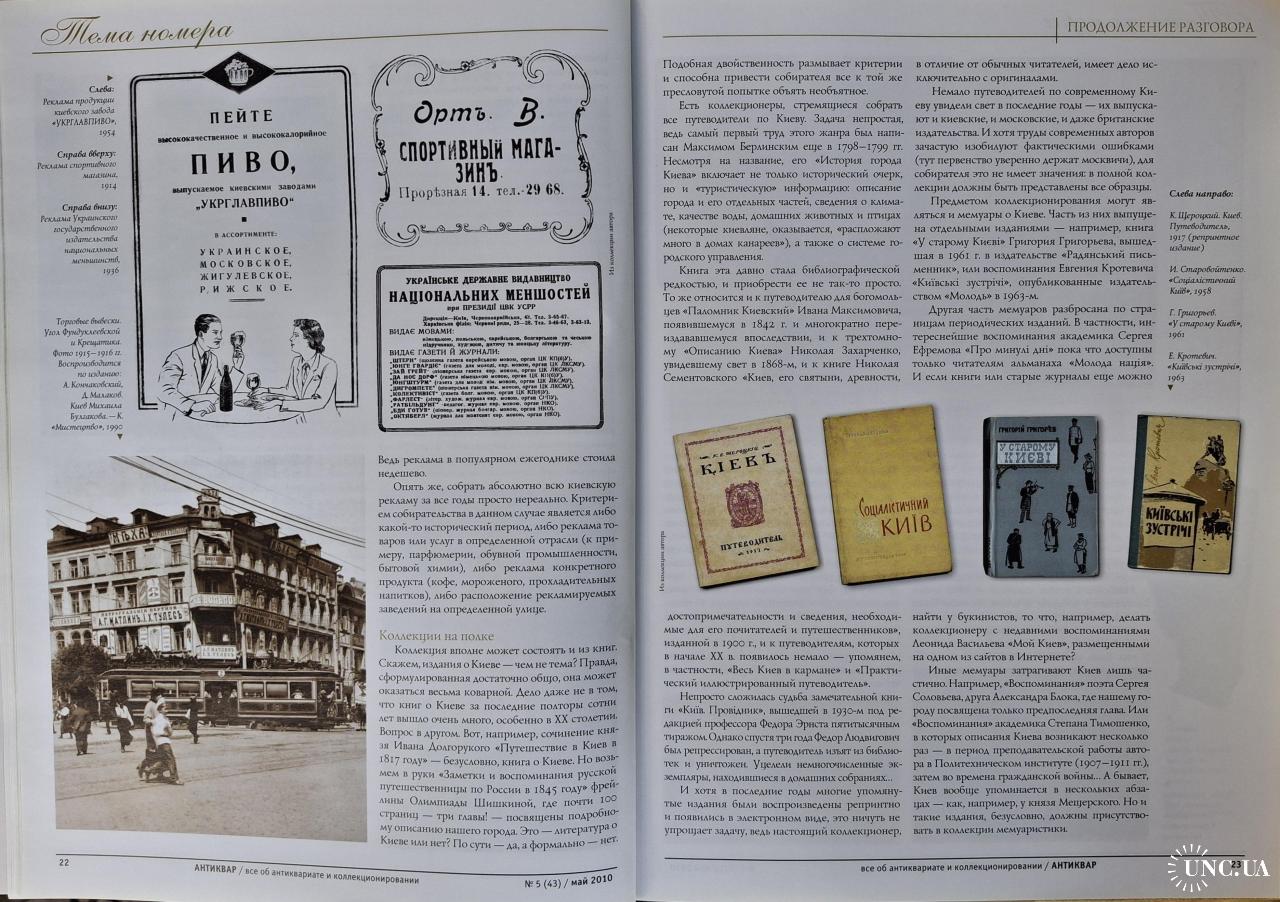 Тема номера
Слева:
Реклама продукции
киевского завода
«УКРГЛАВПИВО»,
1954
Справа вверху:
Реклама спортивного
магазина,
1914
Справа внизу:
Реклама Украинского
государственного
издательства
национальных
меньшинств,
1936
Торговые вывески.
Угол Фундуклеевской
и Крещатика.
Фото 1915–1916 гг.
Воспроизводится
по изданию:
А. Кончаковский,
Д. Малаков.
Киев Михаила
Булгакова. — К.
«Мистецтво», 1990
ПЕЙТЕ
высококачественное и высококалорийное
ПИВО,
выпускаемое киевскими заводами
„УКРГЛАВПИВО“
В АССОРТИМЕНТЕ:
УКРАИНСКОЕ,
МОСКОВСКОЕ,
ЖИГУЛЕВСКОЕ,
РИЖСКОЕ.
Ортъ. В.
СПОРТИВНЫЙ МАГА-
ЗИНЪ.
Прорѣзная 14. тел.-29 68.
Из коллекции автора
УКРАЇНСЬКЕ ДЕРЖАВНЕ ВИДАВНИЦТВО
НАЦІОНАЛЬНИХ МЕНШОСТЕЙ
при ПРЕЗИДІЇ ЦВК УСРР
ВИДАЄ МОВАМИ:
ВИДАЄ ГАЗЕТИ Й ЖУРНАЛИ:
МѢХА
А.Г. МАТЛИНЪ І.Х. ТУЛЕСЪ
Ведь реклама в популярном ежегоднике стоила
недешево.
Опять же, собрать абсолютно всю киевскую
рекламу за все годы просто нереально. Критери-
ем собирательства в данном случае является либо
какой-то исторический период, либо реклама то-
варов или услуг в определенной отрасли (к при-
меру, парфюмерии, обувной промышленности,
бытовой химии), либо реклама конкретного
продукта (кофе, мороженого, прохладительных
напитков), либо расположение рекламируемых
заведений на определенной улице.
Коллекции на полке
Коллекция вполне может состоять и из книг.
Скажем, издания о Киеве — чем не тема? Правда,
сформулированная достаточно общо, она может
оказаться весьма коварной. Дело даже не в том,
что книг о Киеве за последние полторы сотни
лет вышло очень много, особенно в XX столетии.
Вопрос в другом. Вот, например, сочинение кня-
зя Ивана Долгорукого «Путешествие в Киев в
1817 году» — безусловно, книга о Киеве. Но возь-
мем в руки «Заметки и воспоминания русской
путешественницы по России в 1845 году» фрей-
лины Олимпиады Шишкиной, где почти 100
страниц — три главы! — посвящены подробно-
му описанию нашего города. Это — литература о
Киеве или нет? По сути — да, а формально — нет.
22
АНТИКВАР / все об антиквариате и коллекционировании
№ 5 (43) / май 2010
ПРОДОЛЖЕНИЕ РАЗГОВОРА
Подобная двойственность размывает критерии
и способна привести собирателя все к той же
пресловутой попытке объять необъятное.
Есть коллекционеры, стремящиеся собрать
все путеводители по Киеву. Задача непростая,
ведь самый первый труд этого жанра был напи-
сан Максимом Берлинским еще в 1798–1799 гг.
Несмотря на название, его «История города
Киева» включает не только исторический очерк,
но и «туристическую» информацию: описание
города и его отдельных частей, сведения о клима-
те, качестве воды, домашних животных и птицах
(некоторые киевляне, оказывается, «распложают
много в домах канареев»), а также о системе го-
родского управления.
Книга эта давно стала библиографической
редкостью, и приобрести ее не так-то просто.
То же относится и к путеводителю для богомоль-
цев «Паломник Киевский» Ивана Максимовича,
появившемуся в 1842 г. и многократно пере-
издававшемуся впоследствии, и к трехтомно-
му «Описанию Киева» Николая Захарченко,
увидевшему свет в 1868-м, и к книге Николая
Сементовского «Киев, его святыни, древности,
в отличие от обычных читателей, имеет дело ис-
ключительно с оригиналами.
Немало путеводителей по современному Ки-
еву увидели свет в последние годы — их выпуска-
ют и киевские, и московские, и даже британские
издательства. И хотя труды современных авторов
зачастую изобилуют фактическими ошибками
(тут первенство уверенно держат москвичи), для
собирателя это не имеет значения: в полной кол-
лекции должны быть представлены все образцы.
Предметом коллекционирования могут яв-
ляться и мемуары о Киеве. Часть из них выпуще-
на отдельными изданиями — например, книга
«У старому Києві» Григория Григорьева, вышед-
шая в 1961 г. в издательстве «Радянський пись-
менник», или воспоминания Евгения Кротевича
«Київські зустрічі», опубликованные издатель-
ством «Молодь» в 1963-м.
Другая часть мемуаров разбросана по стра-
ницам периодических изданий. В частности, ин-
тереснейшие воспоминания академика Сергея
Ефремова «Про минулі дні» пока что доступны
только читателям альманаха «Молода нація».
И если книги или старые журналы еще можно
Слева направо:
К. Щероцкий. Киев.
Путеводитель,
1917 (репринтное
издание)
И. Старовойтенко.
«Соціалістичний
Київ», 1958
Г. Григорьев.
«У старому Києві»,
1961
Е. Кротевич.
«Київські зустрічі»,
1963
Из коллекции автора
КІЕВЪ
ПУТЕВОДИТЕЛЬ
1917
Соціалістичний
КИЇВ
ГРИГОРІЙ ГРИГОР'ЄВ
У СТАРОМУ
КИЄВІ
КИЇВСЬКІ
ЗУСТРІЧІ
достопримечательности и сведения, необходи-
мые для его почитателей и путешественников»,
изданной в 1900 г., и к путеводителям, которых
в начале XX в. появилось немало — упомянем,
в частности, «Весь Киев в кармане» и «Практи-
ческий иллюстрированный путеводитель».
Непросто сложилась судьба замечательной кни-
ги «Київ. Провідник», вышедшей в 1930-м под ре-
дакцией профессора Федора Эрнста пятитысячным
тиражом. Однако спустя три года Федор Людвигович
был репрессирован, а путеводитель изъят из библио-
тек и уничтожен. Уцелели немногочисленные эк-
земпляры, находившиеся в домашних собраниях...
И хотя в последние годы многие упомяну-
тые издания были воспроизведены репринтно
и появились в электронном виде, это ничуть не
упрощает задачу, ведь настоящий коллекционер,
найти у букинистов, то что, например, делать
коллекционеру с недавними воспоминаниями
Леонида Васильева «Мой Киев», размещенными
на одном из сайтов в Интернете?
Иные мемуары затрагивают Киев лишь ча-
стично. Например, «Воспоминания» поэта Сергея
Соловьева, друга Александра Блока, где нашему го-
роду посвящена только предпоследняя глава. Или
«Воспоминания» академика Степана Тимошенко,
в которых описания Киева возникают несколько
раз — в период преподавательской работы авто-
ра в Политехническом институте (1907–1911 гг.),
затем во времена гражданской войны... А бывает,
Киев вообще упоминается в нескольких абза-
цах — как, например, у князя Мещерского. Но и
такие издания, безусловно, должны присутство-
вать в коллекции мемуаристики.
все об антиквариате и коллекционировании / АНТИКВАР
23
UNC.UA